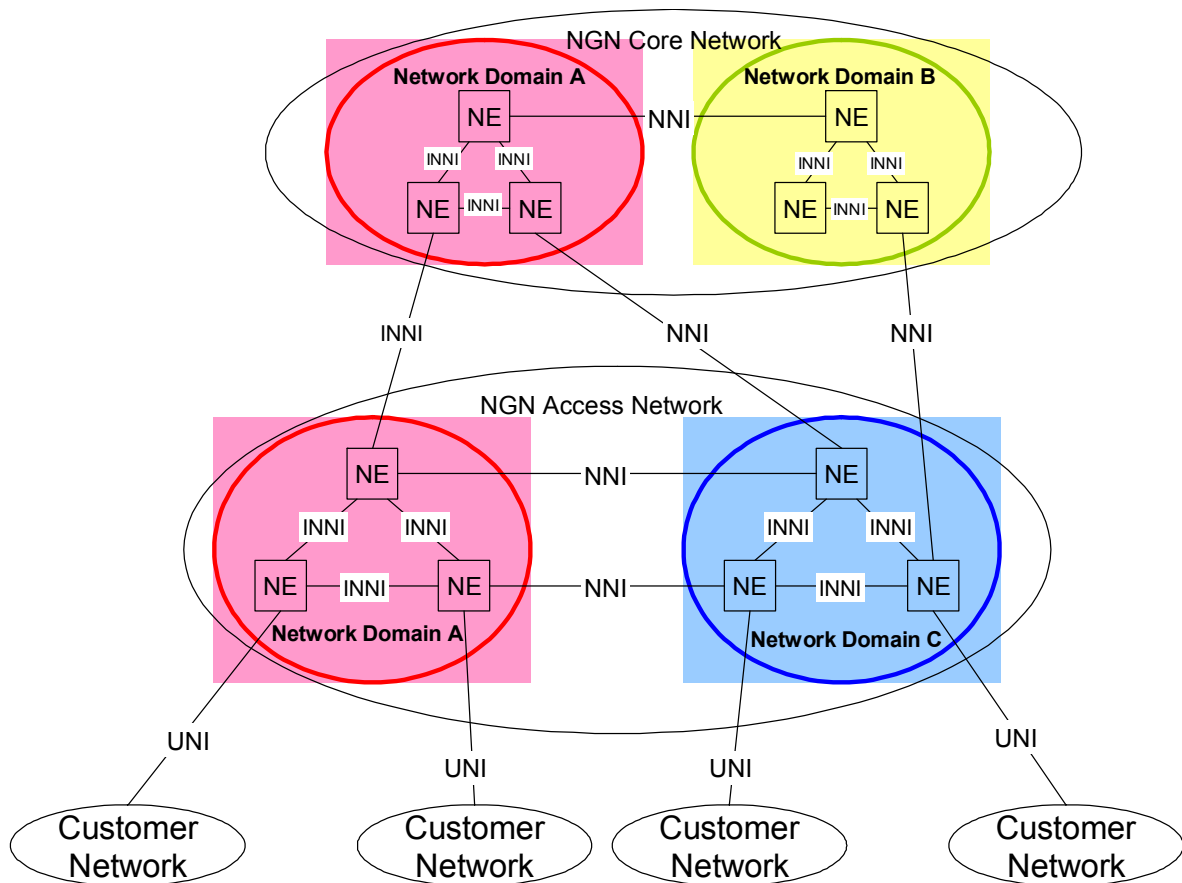 NGN Core Network
Network Domain A
Network Domain B
NE
NNI
NE
INNI
INNI
INNI
INNI
NE
INNI
NE
NE
INNI
NE
INNI
NNI
NNI
NGN Access Network
NE
NNI
NE
INNI
INNI
INNI
INNI
NE
INNI
NE
NNI
NE
INNI
NE
Network Domain A
Network Domain C
UNI
UNI
UNI
UNI
Customer
Network
Customer
Network
Customer
Network
Customer
Network